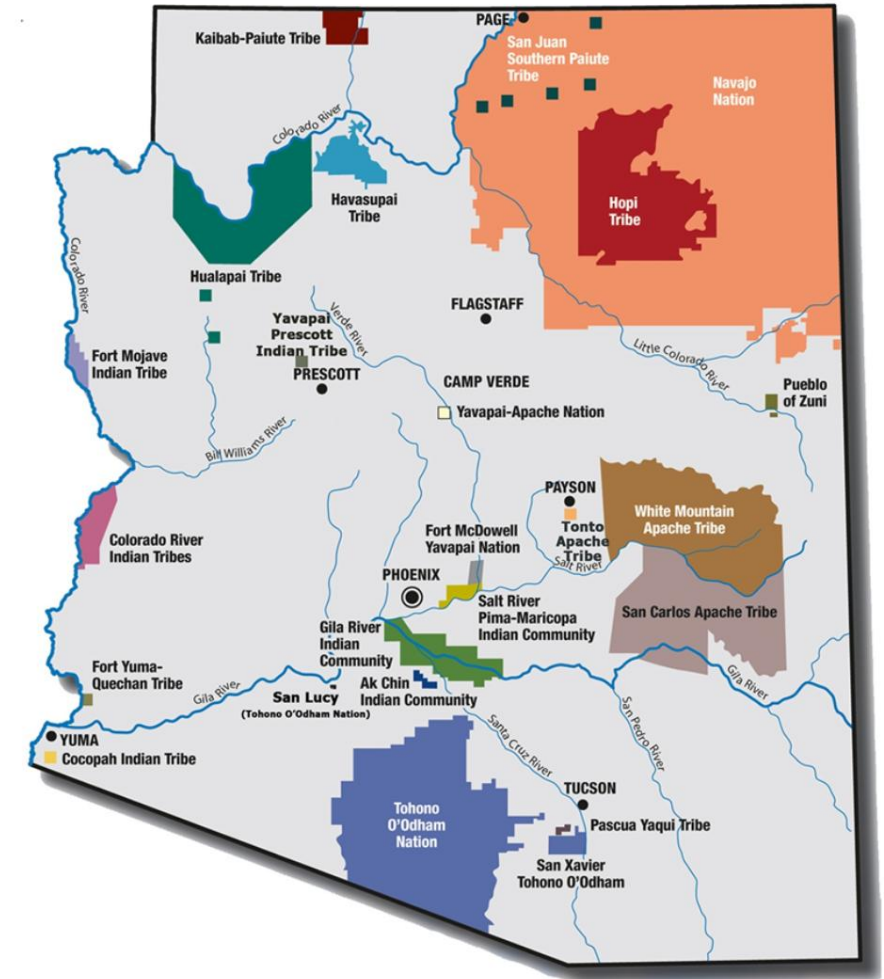 PAGE
Kaibab-Paiute Tribe
San Juan
Southern Paiute
Tribe
Navajo
Nation
Colorado River
Havasupai
Tribe
Hopi
Tribe
Colorado River
Hualapai Tribe
FLAGSTAFF
Yavapai
Prescott
Indian Tribe
Verde River
PRESCOTT
Fort Mojave
Indian Tribe
Little Colorado River
CAMP VERDE
Yavapai-Apache Nation
Pueblo
of Zuni
Bill Williams River
PAYSON
Tonto
Apache
Tribe
White Mountain
Apache Tribe
Colorado River
Indian Tribes
Fort McDowell
Yavapai Nation
Salt River
PHOENIX
Salt River
Pima-Maricopa
Indian Community
San Carlos Apache Tribe
Gila River
Indian
Community
Fort Yuma-
Quechan Tribe
Gila River
San Lucy
(Tohono O'Odham Nation)
Ak Chin
Indian Community
Gila River
San Pedro River
Santa Cruz River
YUMA
Cocopah Indian Tribe
TUCSON
Tohono
O'Odham
Nation
Pascua Yaqui Tribe
San Xavier
Tohono O'Odham